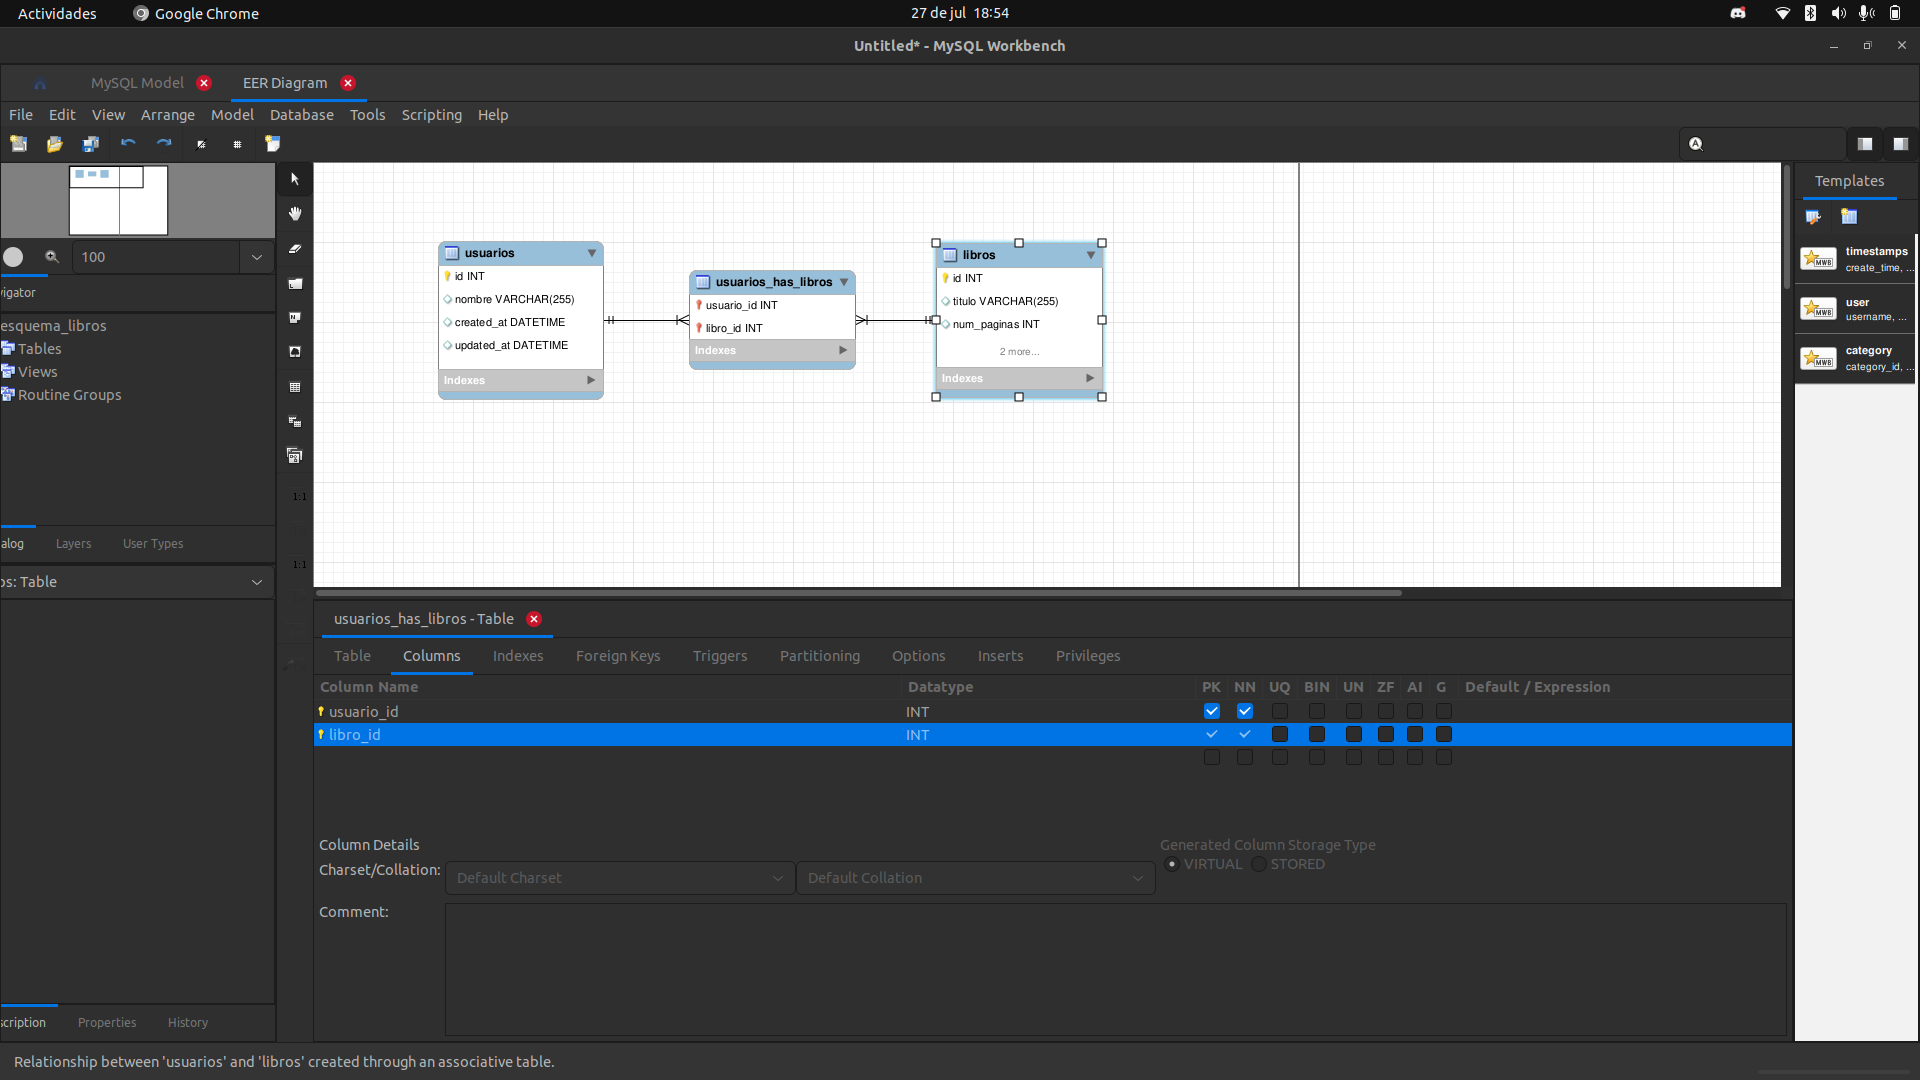 Actividades
Google Chrome
27 de jul 18:54
Untitled* - MySQL Workbench
MySQL Model
EER Diagram
File Edit View Arrange Model Database Tools Scripting Help
100
vigator
esquema_libros
Tables
Views
Routine Groups
alog Layers User Types
os: Table
scription Properties History
1:1
1:1
usuarios
id INT
nombre VARCHAR(255)
created_at DATETIME
updated_at DATETIME
Indexes
usuarios_has_libros
usuario_id INT
libro_id INT
Indexes
libros
id INT
titulo VARCHAR(255)
num_paginas INT
2 more...
Indexes
Templates
timestamps
create_time, ...
user
username, ...
category
category_id, ...
MWB
MWB
MWB
usuarios_has_libros - Table
Table Columns Indexes Foreign Keys Triggers Partitioning Options Inserts Privileges
Column Name Datatype PK NN UQ BIN UN ZF AI G Default / Expression
usuario_id INT
libro_id INT
Column Details
Generated Column Storage Type
Charset/Collation: Default Charset Default Collation
VIRTUAL STORED
Comment:
Relationship between 'usuarios' and 'libros' created through an associative table.